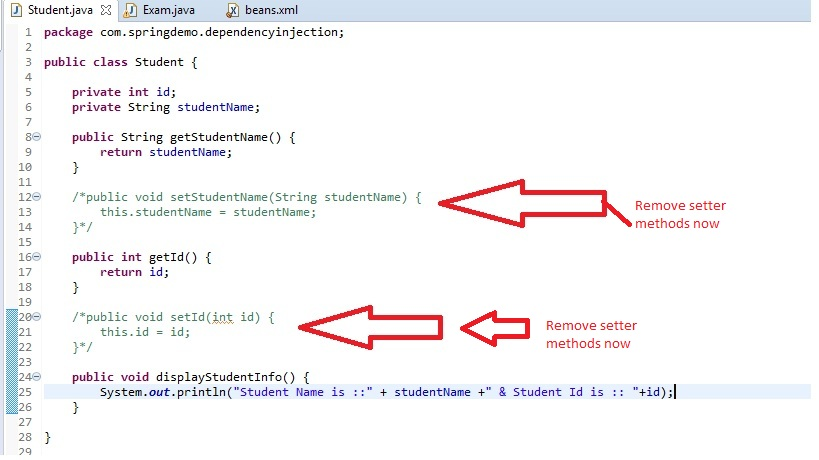 Student.java Exam.java beans.xml
1 package com.springdemo.dependencyinjection;
2
3 public class Student {
4
5 private int id;
6 private String studentName;
7
8 public String getStudentName() {
9 return studentName;
10 }
11
12 /*public void setStudentName(String studentName) {
13 this.studentName = studentName;
14 }*/
Remove setter
methods now
15
16 public int getId() {
17 return id;
18 }
19
20 /*public void setId(int id) {
21 this.id = id;
22 }*/
Remove setter
methods now
23
24 public void displayStudentInfo() {
25 System.out.println("Student Name is ::" + studentName +" & Student Id is :: "+id);
26 }
27
28 }
29